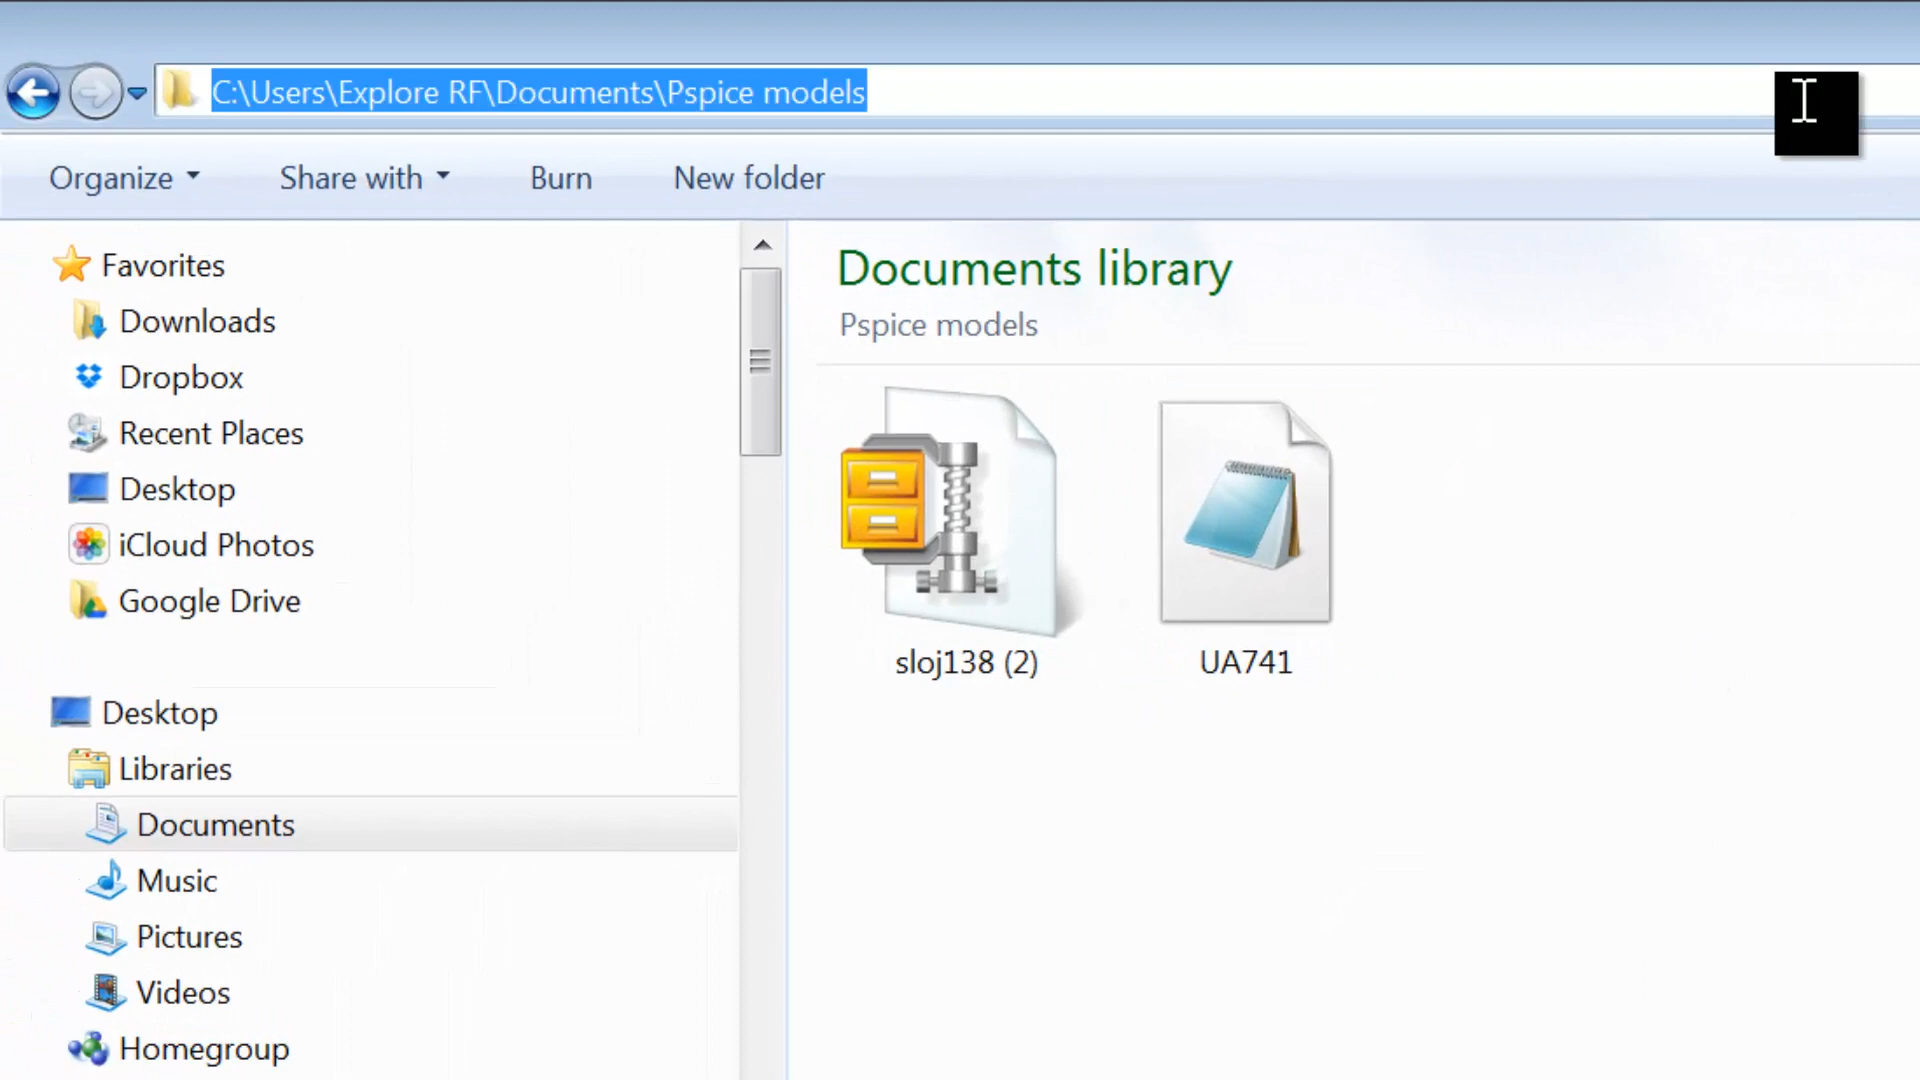 C:\Users\Explore RF\Documents\Pspice models
Organize Share with Burn New folder
Favorites
Downloads
Dropbox
Recent Places
Desktop
iCloud Photos
Google Drive
Desktop
Libraries
Documents
Music
Pictures
Videos
Homegroup
Documents library
Pspice models
sloj138 (2)
UA741